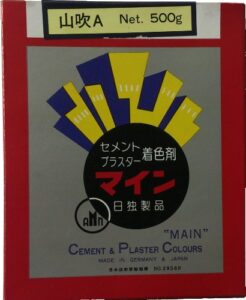 山吹A Net. 500g
セメント
プラスター 着色剤
マイン
日独製品
AMn
"MAIN"
CEMENT & PLASTER COLOURS
MADE IN GERMANY & JAPAN